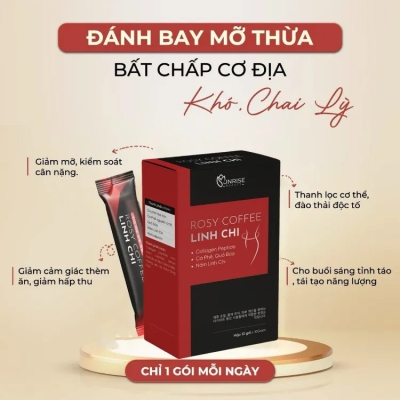 ĐÁNH BAY MỠ THỪA
BẤT CHẤP CƠ ĐỊA
Khó, Chai Lỳ
Giảm mỡ, kiểm soát
cân nặng.
Thanh lọc cơ thể,
đào thải độc tố
Giảm cảm giác thèm
ăn, giảm hấp thu
Cho buổi sáng tỉnh táo
, tái tạo năng lượng
ROSY COFFEE
LINH CHI
UNRISE
ROSY COFFEE
LINH CHI
Collagen Peptide
Cà Phê, Quả Bơ
Nấm Linh Chi
CHỈ 1 GÓI MỖI NGÀY